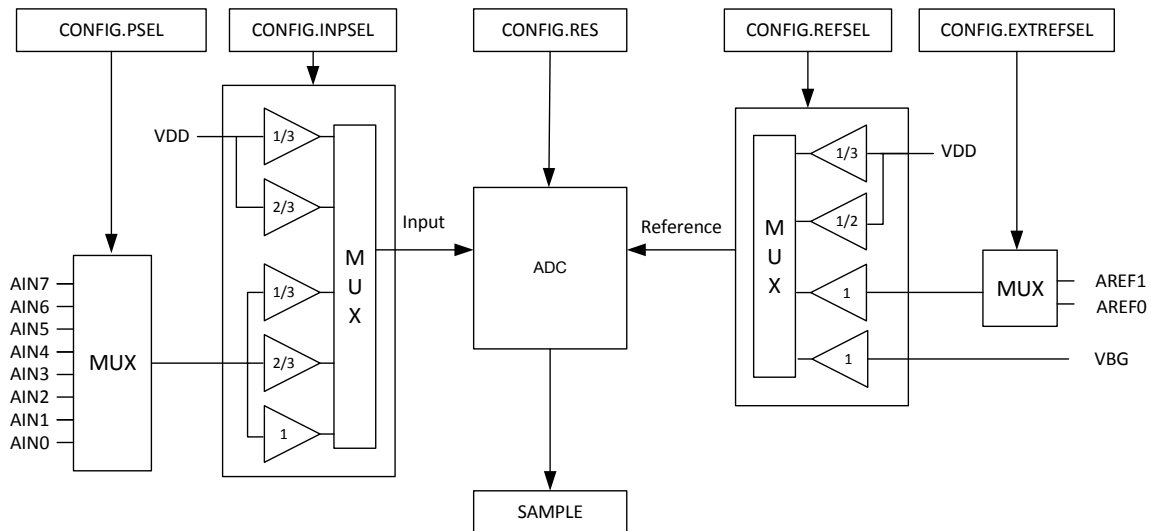 CONFIG.PSEL
CONFIG.INPSEL
CONFIG.RES
CONFIG.REFSEL
CONFIG.EXTREFSEL
VDD
1/3
2/3
1/3
2/3
1
M
U
X
Input
AIN7
AIN6
AIN5
AIN4
AIN3
AIN2
AIN1
AIN0
MUX
ADC
Reference
M
U
X
1/3
1/2
1
1
VDD
MUX
AREF1
AREF0
VBG
SAMPLE